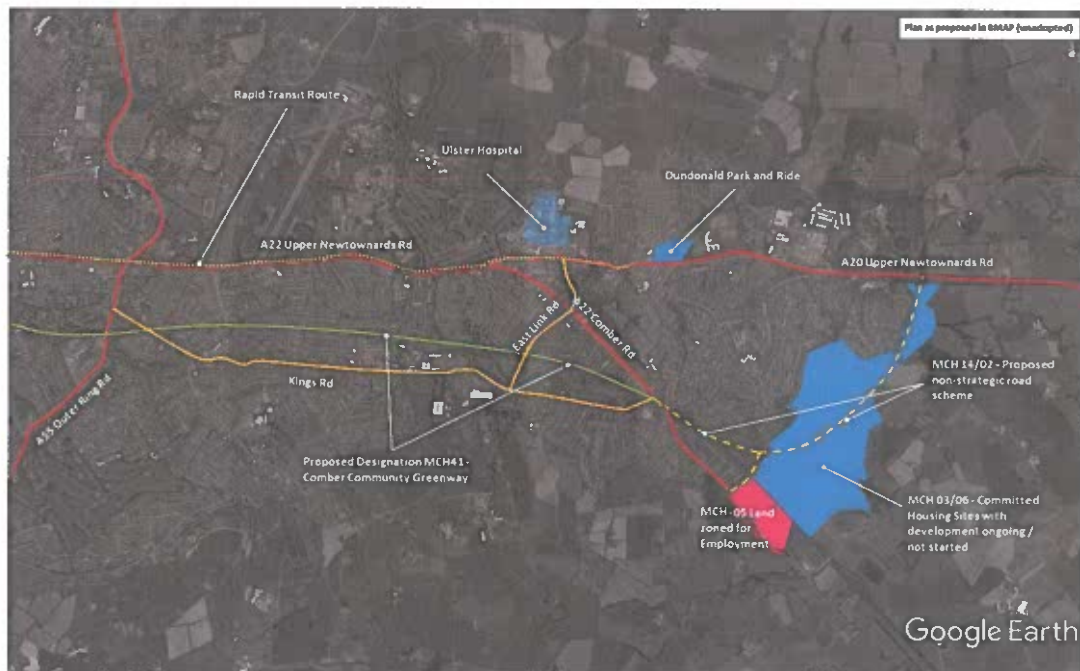 Plan as proposed in BMAP (unadopted)
Rapid Transit Route
Ulster Hospital
Dundonald Park and Ride
A22 Upper Newtownards Rd
A20 Upper Newtownards Rd
East Link Rd
A22 Comber Rd
Kings Rd
A55 Outer Ring Rd
MCH 14/02 - Proposed
non-strategic road
scheme
Proposed Designation MCH41 -
Comber Community Greenway
MCH -05 Land
zoned for
Employment
MCH 03/06 - Committed
Housing Sites with
development ongoing /
not started
Google Earth